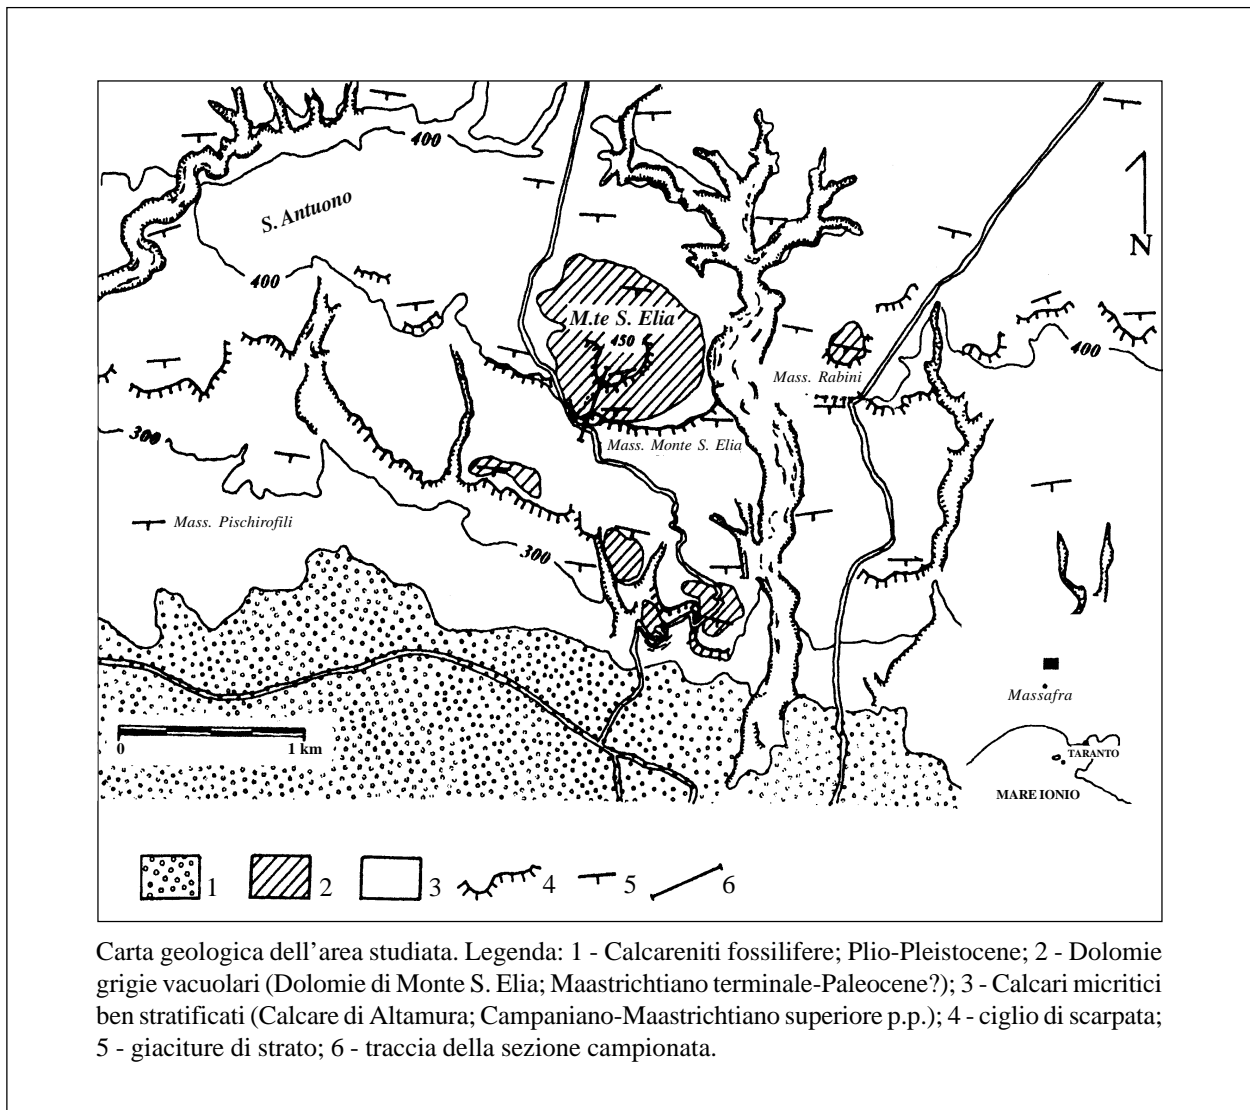 400
S. Antuono
N
400
M.te S. Elia
450
400
Mass. Rabini
300
Mass. Monte S. Elia
Mass. Pischirofili
300
Massafra
0 1 km
TARANTO
MARE IONIO
1 2 3 4 5 6
Carta geologica dell'area studiata. Legenda: 1 - Calcareniti fossilifere; Plio-Pleistocene; 2 - Dolomie
grigie vacuolari (Dolomie di Monte S. Elia; Maastrichtiano terminale-Paleocene?); 3 - Calcari micritici
ben stratificati (Calcare di Altamura; Campaniano-Maastrichtiano superiore p.p.); 4 - ciglio di scarpata;
5 - giaciture di strato; 6 - traccia della sezione campionata.